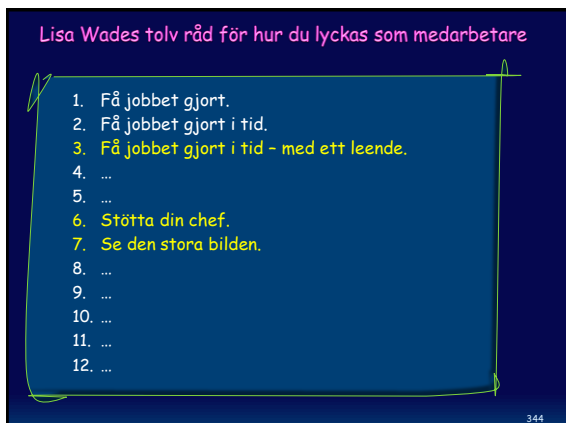 Lisa Wades tolv råd för hur du lyckas som medarbetare
1. Få jobbet gjort.
2. Få jobbet gjort i tid.
3. Få jobbet gjort i tid – med ett leende.
4. …
5. …
6. Stötta din chef.
7. Se den stora bilden.
8. …
9. …
10. …
11. …
12. …
344